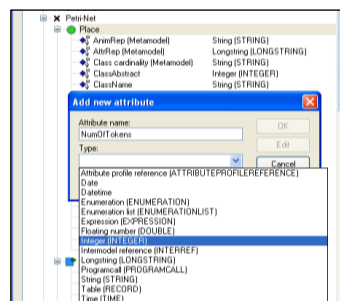 Petri-Net
Place
AnimRep (Metamodel) String (STRING)
AttrRep (Metamodel) Longstring (LONGSTRING)
Class cardinality (Metamodel) String (STRING)
ClassAbstract Integer (INTEGER)
ClassName String (STRING)
Add new attribute
Attribute name:
NumOfTokens
OK
Type:
Edit
Cancel
Attribute profile reference (ATTRIBUTEPROFILEREFERENCE)
Date
Datetime
Enumeration (ENUMERATION)
Enumeration list (ENUMERATIONLIST)
Expression (EXPRESSION)
Floating number (DOUBLE)
Integer (INTEGER)
Intermodel reference (INTERREF)
Longstring (LONGSTRING)
Programcall (PROGRAMCALL)
String (STRING)
Table (RECORD)
Time (TIME)